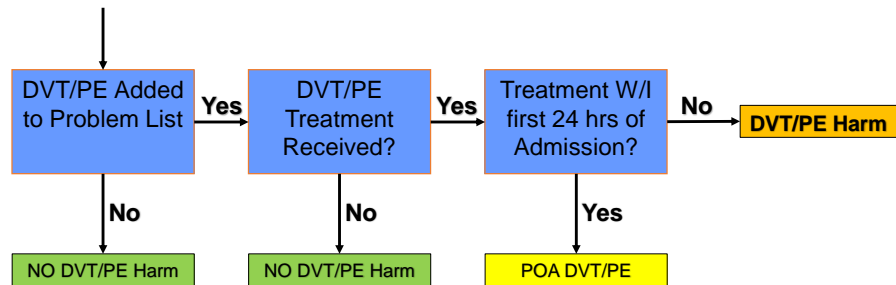 DVT/PE Added
to Problem List
Yes
DVT/PE
Treatment
Received?
Yes
Treatment W/I
first 24 hrs of
Admission?
No
DVT/PE Harm
No
No
Yes
NO DVT/PE Harm
NO DVT/PE Harm
POA DVT/PE